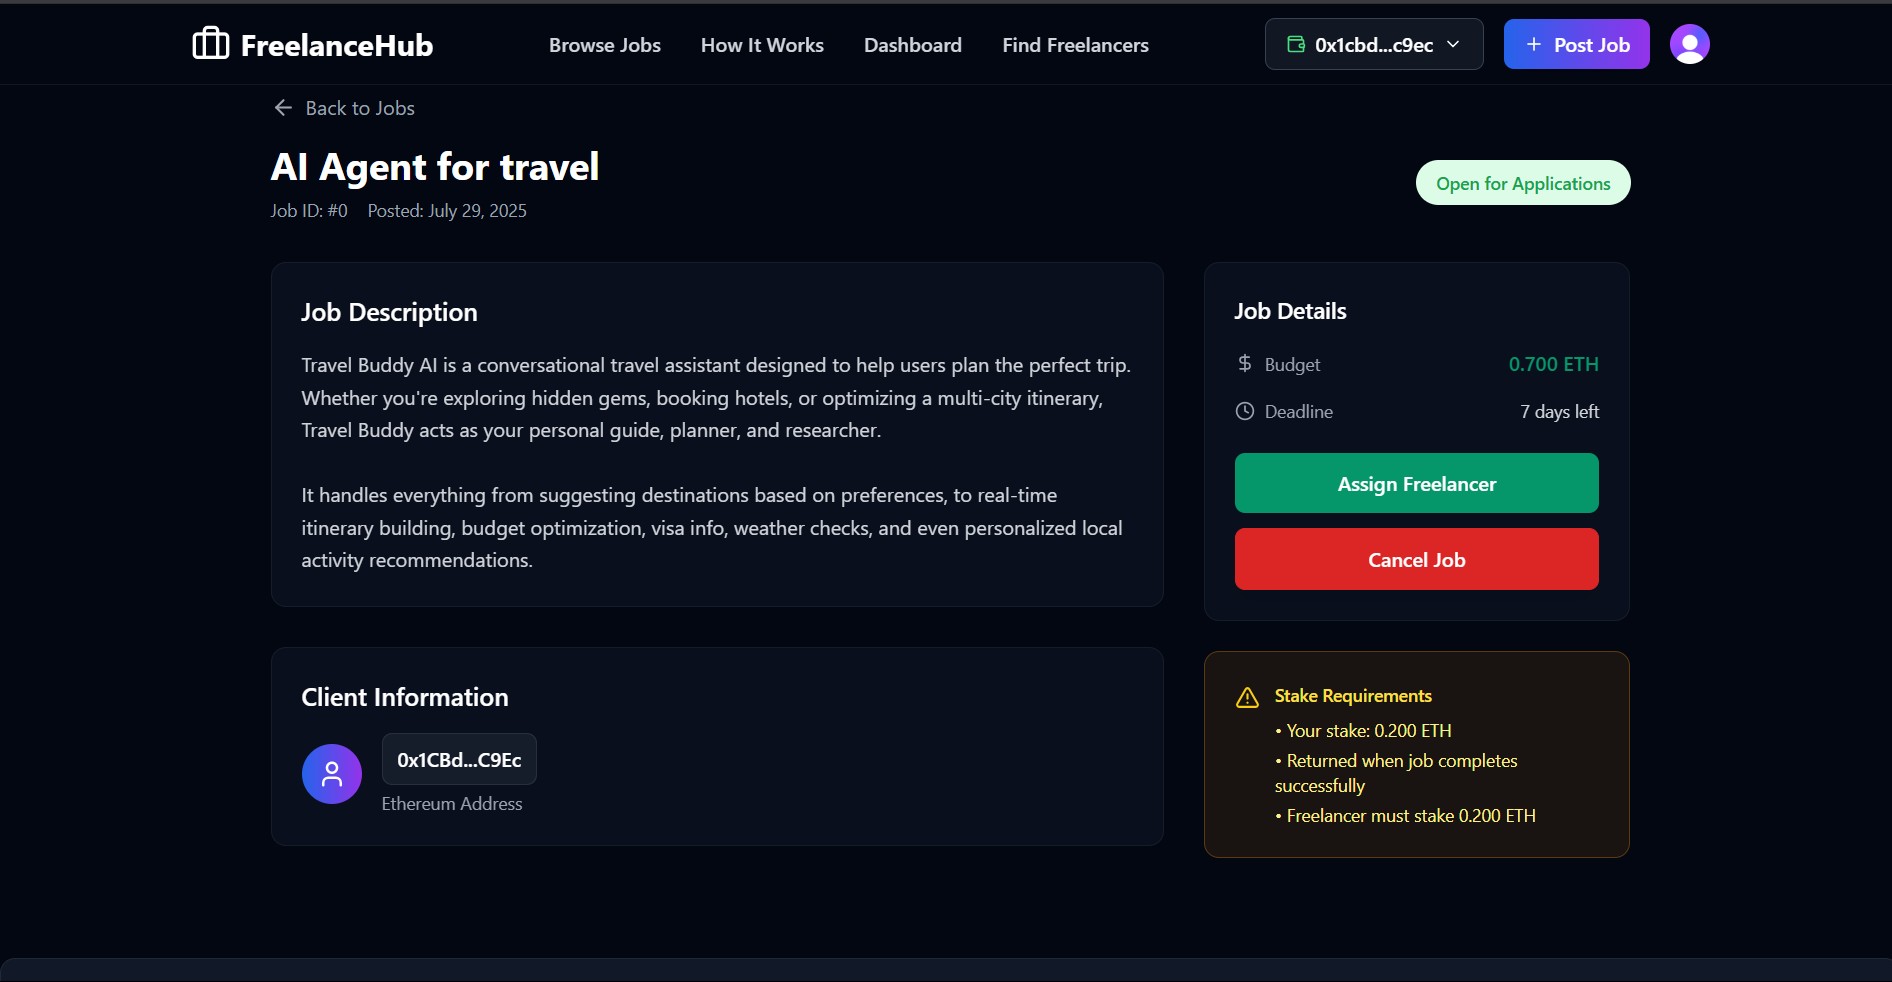 FreelanceHub
Browse Jobs
How It Works
Dashboard
Find Freelancers
0x1cbd...c9ec
+ Post Job
Back to Jobs
AI Agent for travel
Job ID: #0 Posted: July 29, 2025
Open for Applications
Job Description
Travel Buddy AI is a conversational travel assistant designed to help users plan the perfect trip.
Whether you're exploring hidden gems, booking hotels, or optimizing a multi-city itinerary,
Travel Buddy acts as your personal guide, planner, and researcher.
It handles everything from suggesting destinations based on preferences, to real-time
itinerary building, budget optimization, visa info, weather checks, and even personalized local
activity recommendations.
Client Information
0x1CBd...C9Ec
Ethereum Address
Job Details
$ Budget 0.700 ETH
Deadline 7 days left
Assign Freelancer
Cancel Job
Stake Requirements
• Your stake: 0.200 ETH
• Returned when job completes
successfully
• Freelancer must stake 0.200 ETH